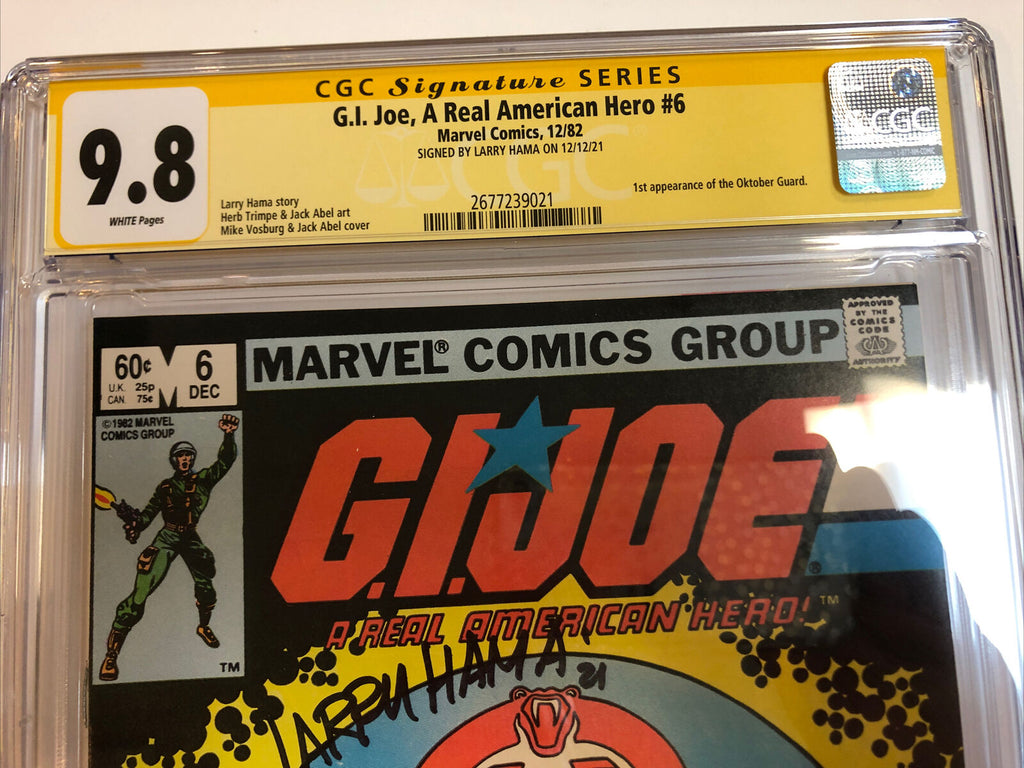 CGC Signature SERIES
G.I. Joe, A Real American Hero #6
Marvel Comics, 12/82
SIGNED BY LARRY HAMA ON 12/12/21
9.8
WHITE Pages
Larry Hama story
Herb Trimpe & Jack Abel art
Mike Vosburg & Jack Abel cover
2677239021
1st appearance of the Oktober Guard.
CGC
CGC
60¢
U.K. 25p
CAN. 75¢
M
6
DEC
MARVEL® COMICS GROUP
APPROVED
BY THE
COMICS
CODE
AUTHORITY
©1982 MARVEL
COMICS GROUP
TM
G.I.JOE®
A REAL AMERICAN HERO!™
LARRY HAMA '21